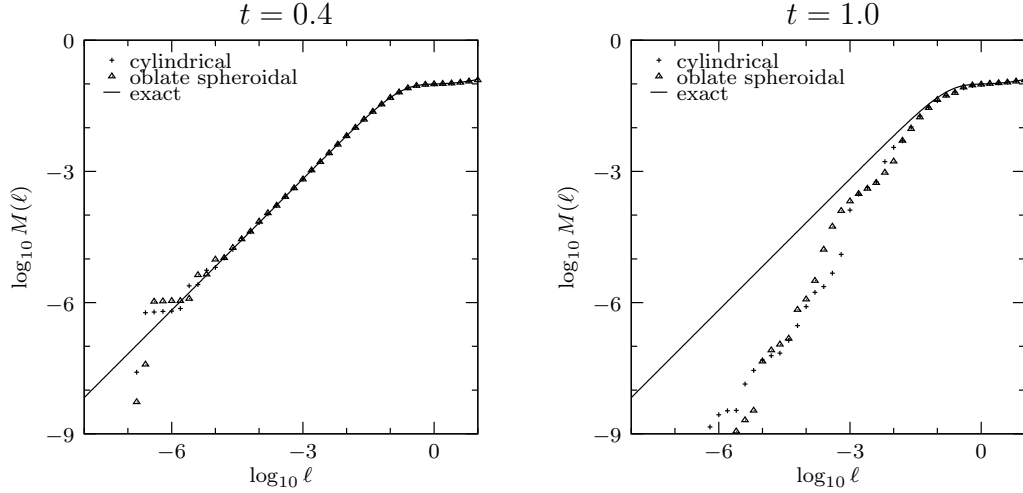 t = 0.4
0
−3
−6
−9
log₁₀ M(ℓ)
cylindrical
oblate spheroidal
exact
−6 −3 0
log₁₀ ℓ
t = 1.0
0
−3
−6
−9
log₁₀ M(ℓ)
cylindrical
oblate spheroidal
exact
−6 −3 0
log₁₀ ℓ